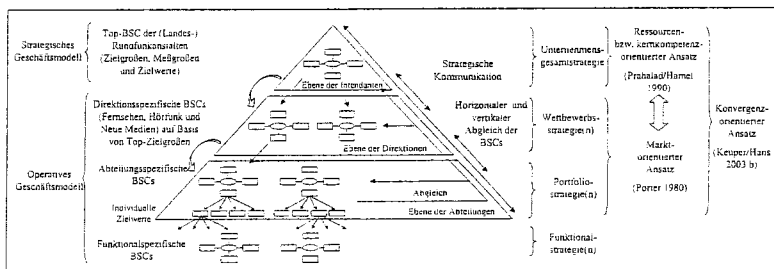 Strategisches
Geschäftsmodell
Top-BSC der (Landes-)
Rundfunkanstalten
(Zielgroßen, Meßgroßen
und Zielwerte)
Ebene der Intendanten
Strategische
Kommunikation
Unternehmens-
gesamtstrategie
Ressourcen-
bzw. kernkompetenz-
orientierter Ansatz
(Prahalad/Hamel
1990)
Operatives
Geschäftsmodell
Direktionsspezifische BSCs
(Fernsehen, Hörfunk und
Neue Medien) auf Basis
von Top-Zielgroßen
Ebene der Direktionen
Horizontaler und
vertikaler
Abgleich der
BSCs
Wettbewerbs-
strategie(n)
Abteilungsspezifische
BSCs
Individuelle
Zielwerte
Abgleich
Ebene der Abteilungen
Portfolio-
strategie(n)
Markt-
orientierter
Ansatz
(Porter 1980)
Konvergenz-
orientierter
Ansatz
(Keuper/Hans
2003 b)
Funktionalspezifische
BSCs
Funktional-
strategie(n)